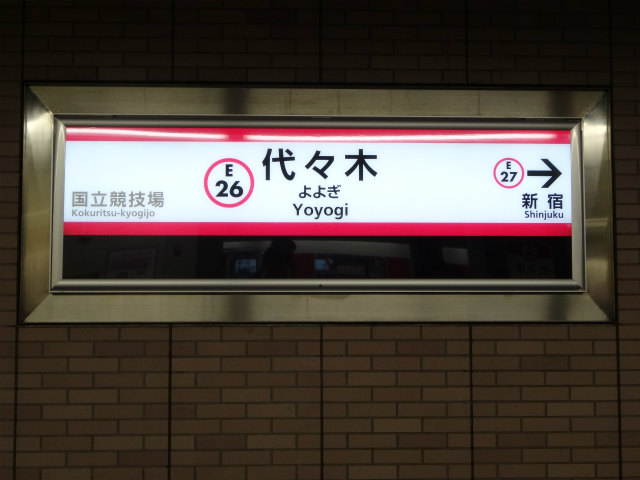 国立競技場
Kokuritsu-kyogijo
E
26
代々木
よよぎ
Yoyogi
E
27
新宿
Shinjuku